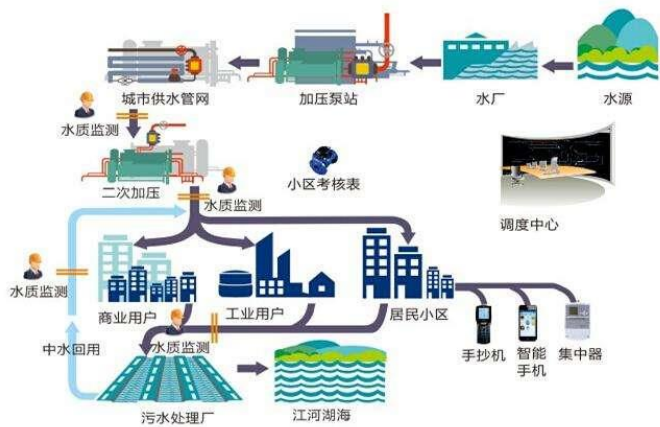 城市供水管网
加压泵站
水厂
水源
水质监测
二次加压
水质监测
小区考核表
调度中心
水质监测
商业用户
工业用户
居民小区
中水回用
水质监测
手抄机
智能
手机
集中器
污水处理厂
江河湖海